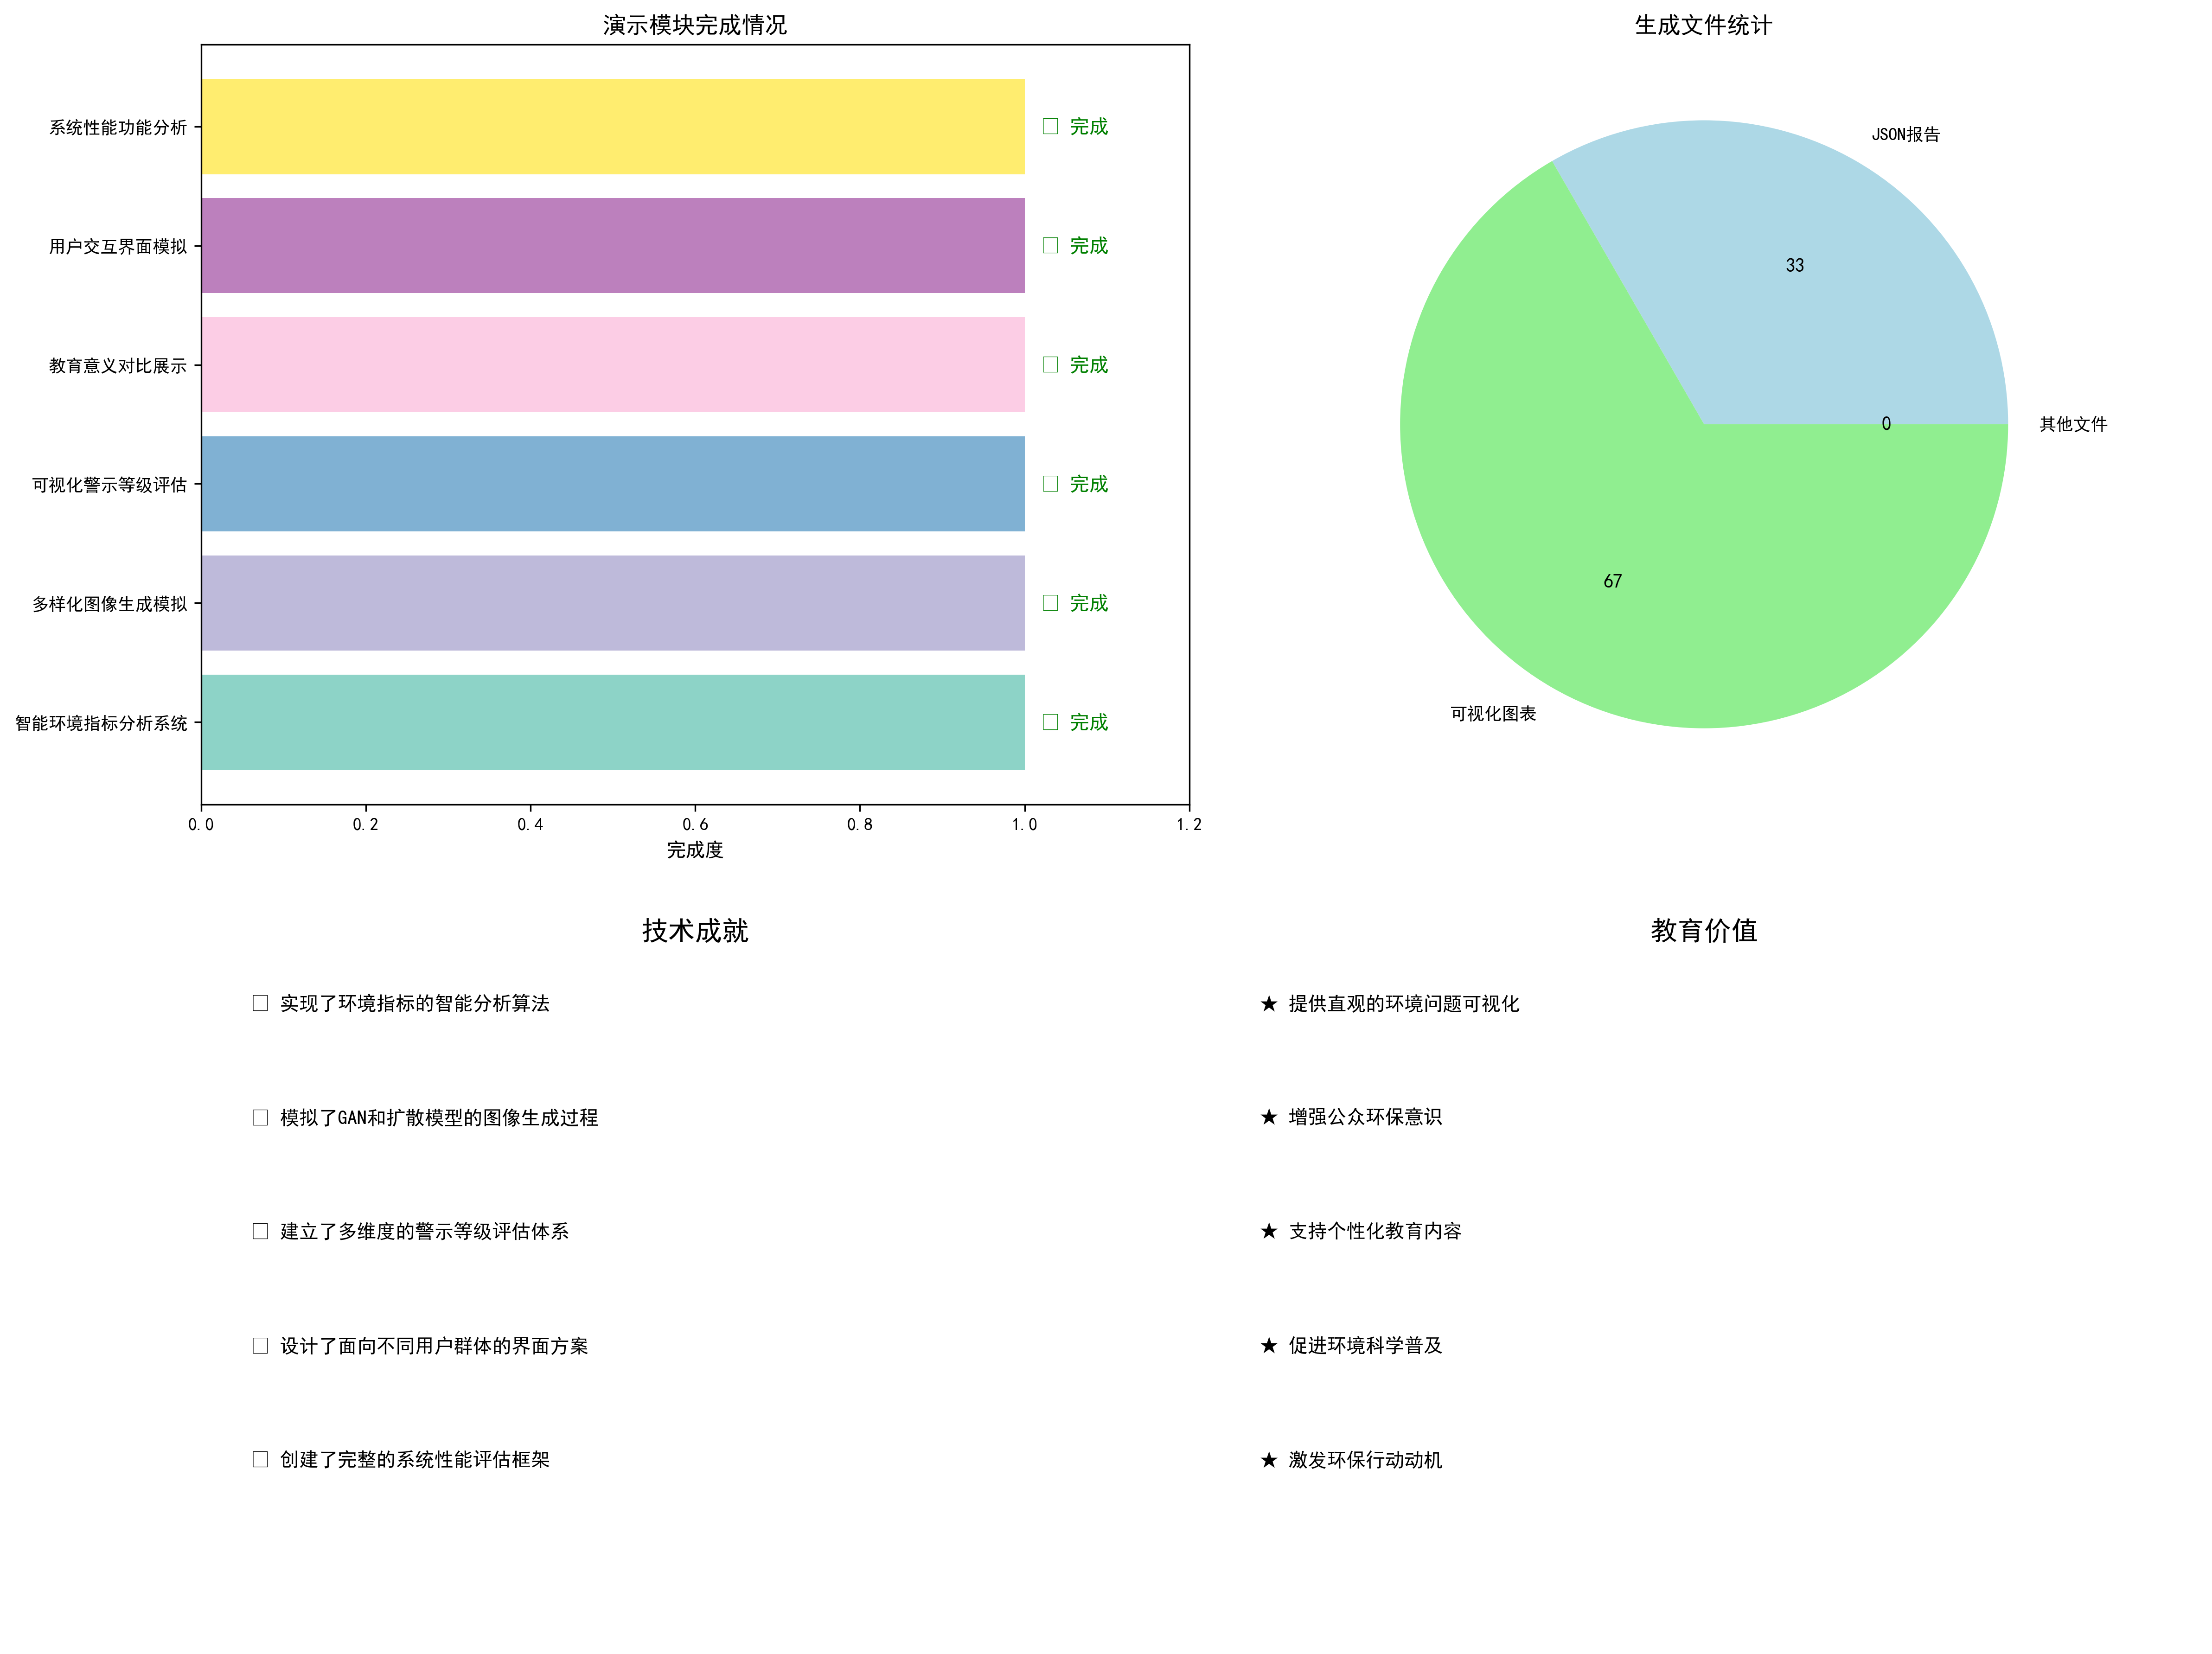 演示模块完成情况
系统性能功能分析
□ 完成
用户交互界面模拟
□ 完成
教育意义对比展示
□ 完成
可视化警示等级评估
□ 完成
多样化图像生成模拟
□ 完成
智能环境指标分析系统
□ 完成
0.0 0.2 0.4 0.6 0.8 1.0 1.2
完成度
生成文件统计
JSON报告
33
0
其他文件
67
可视化图表
技术成就
□ 实现了环境指标的智能分析算法
□ 模拟了GAN和扩散模型的图像生成过程
□ 建立了多维度的警示等级评估体系
□ 设计了面向不同用户群体的界面方案
□ 创建了完整的系统性能评估框架
教育价值
★ 提供直观的环境问题可视化
★ 增强公众环保意识
★ 支持个性化教育内容
★ 促进环境科学普及
★ 激发环保行动动机